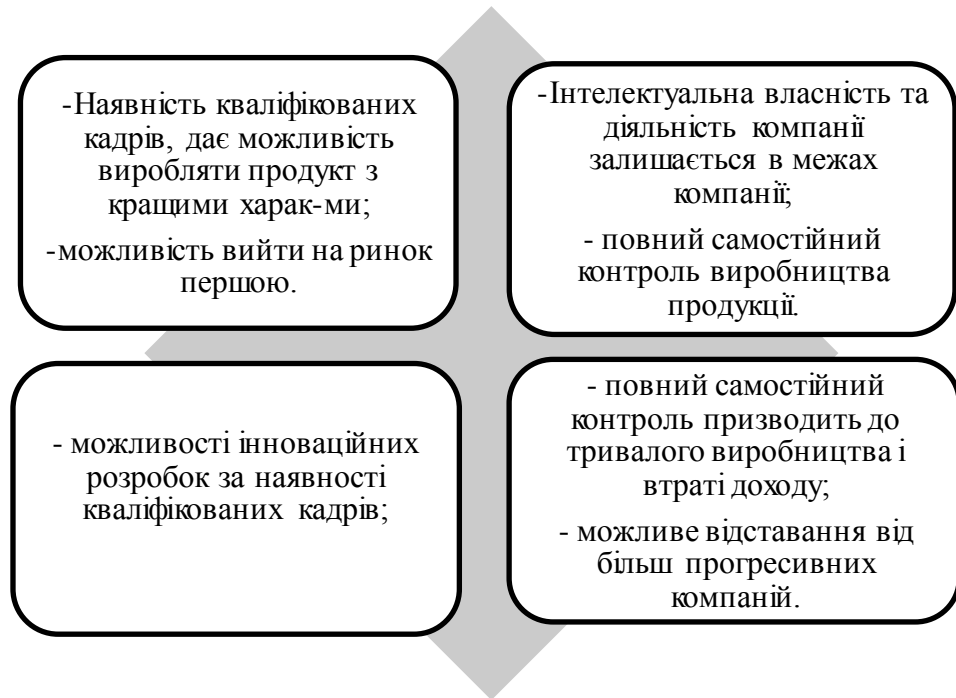 -Наявність кваліфікованих
кадрів, дає можливість
виробляти продукт з
кращими харак-ми;
-можливість вийти на ринок
першою.
-Інтелектуальна власність та
діяльність компанії
залишається в межах
компанії;
- повний самостійний
контроль виробництва
продукції.
- можливості інноваційних
розробок за наявності
кваліфікованих кадрів;
- повний самостійний
контроль призводить до
тривалого виробництва і
втраті доходу;
- можливе відставання від
більш прогресивних
компаній.